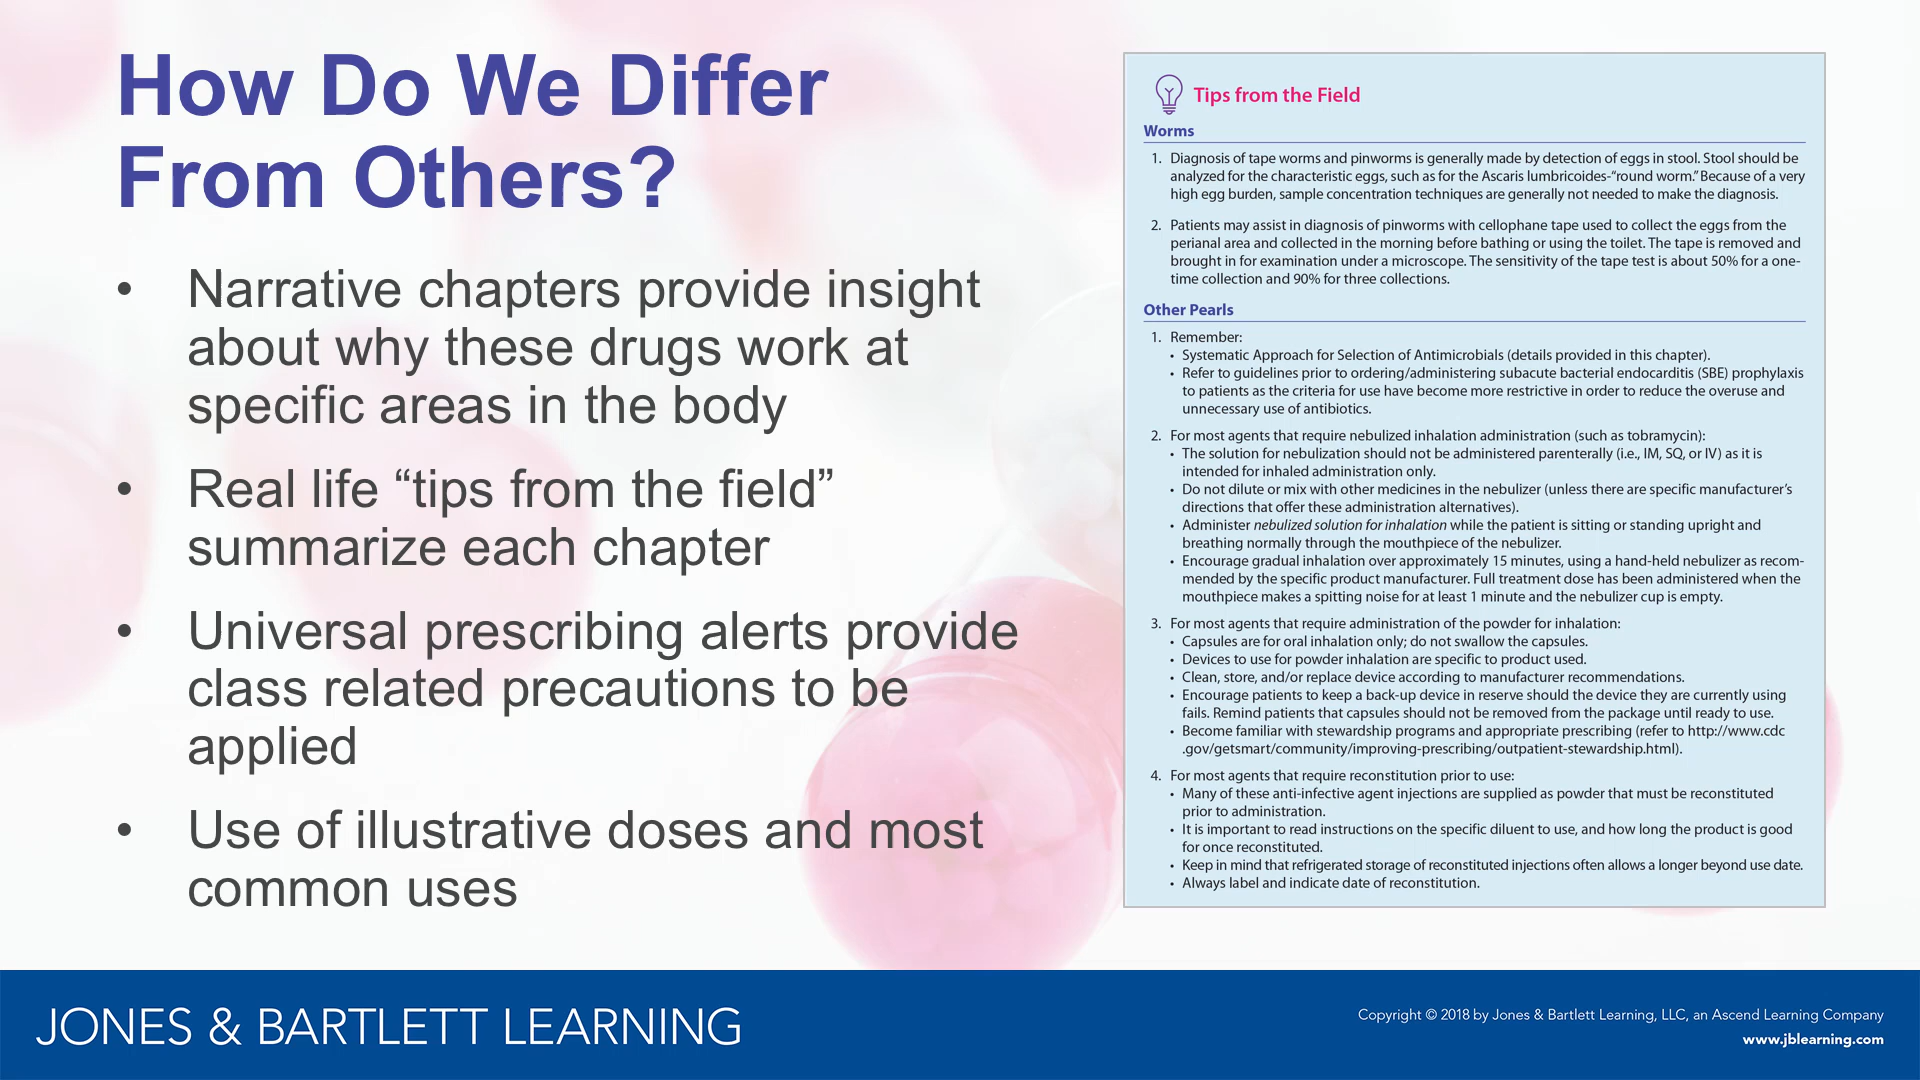 How Do We Differ
From Others?
• Narrative chapters provide insight
about why these drugs work at
specific areas in the body
• Real life “tips from the field”
summarize each chapter
• Universal prescribing alerts provide
class related precautions to be
applied
• Use of illustrative doses and most
common uses
Tips from the Field
Worms
1. Diagnosis of tape worms and pinworms is generally made by detection of eggs in stool. Stool should be
analyzed for the characteristic eggs, such as for the Ascaris lumbricoides-“round worm.” Because of a very
high egg burden, sample concentration techniques are generally not needed to make the diagnosis.
2. Patients may assist in diagnosis of pinworms with cellophane tape used to collect the eggs from the
perianal area and collected in the morning before bathing or using the toilet. The tape is removed and
brought in for examination under a microscope. The sensitivity of the tape test is about 50% for a one-
time collection and 90% for three collections.
Other Pearls
1. Remember:
• Systematic Approach for Selection of Antimicrobials (details provided in this chapter).
• Refer to guidelines prior to ordering/administering subacute bacterial endocarditis (SBE) prophylaxis
to patients as the criteria for use have become more restrictive in order to reduce the overuse and
unnecessary use of antibiotics.
2. For most agents that require nebulized inhalation administration (such as tobramycin):
• The solution for nebulization should not be administered parenterally (i.e., IM, SQ, or IV) as it is
intended for inhaled administration only.
• Do not dilute or mix with other medicines in the nebulizer (unless there are specific manufacturer’s
directions that offer these administration alternatives).
• Administer nebulized solution for inhalation while the patient is sitting or standing upright and
breathing normally through the mouthpiece of the nebulizer.
• Encourage gradual inhalation over approximately 15 minutes, using a hand-held nebulizer as recom-
mended by the specific product manufacturer. Full treatment dose has been administered when the
mouthpiece makes a spitting noise for at least 1 minute and the nebulizer cup is empty.
3. For most agents that require administration of the powder for inhalation:
• Capsules are for oral inhalation only; do not swallow the capsules.
• Devices to use for powder inhalation are specific to product used.
• Clean, store, and/or replace device according to manufacturer recommendations.
• Encourage patients to keep a back-up device in reserve should the device they are currently using
fails. Remind patients that capsules should not be removed from the package until ready to use.
• Become familiar with stewardship programs and appropriate prescribing (refer to http://www.cdc
.gov/getsmart/community/improving-prescribing/outpatient-stewardship.html).
4. For most agents that require reconstitution prior to use:
• Many of these anti-infective agent injections are supplied as powder that must be reconstituted
prior to administration.
• It is important to read instructions on the specific diluent to use, and how long the product is good
for once reconstituted.
• Keep in mind that refrigerated storage of reconstituted injections often allows a longer beyond use date.
• Always label and indicate date of reconstitution.
JONES & BARTLETT LEARNING
Copyright © 2018 by Jones & Bartlett Learning, LLC, an Ascend Learning Company
www.jblearning.com